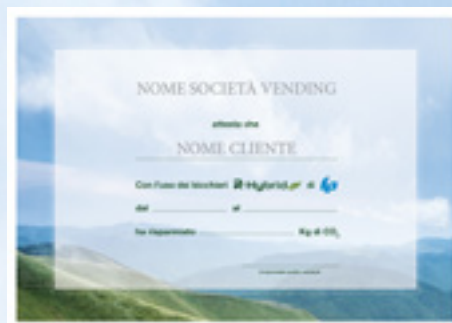 NOME SOCIETÀ VENDING
attesta che
NOME CLIENTE
Con l'uso dei bicchieri Hybrid di
dal al
ha risparmiato Kg di CO₂